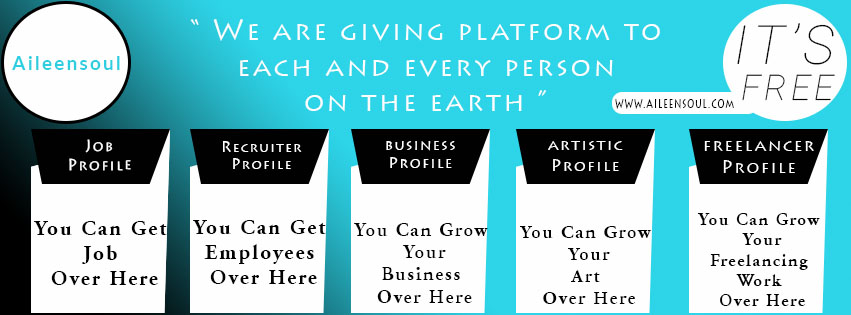 Aileensoul
“ We are giving platform to
each and every person
on the earth ”
IT'S
FREE
www.aileensoul.com
Job
Profile
You Can Get
Job
Over Here
Recruiter
Profile
You Can Get
Employees
Over Here
business
Profile
You Can Grow
Your
Business
Over Here
artistic
Profile
You Can Grow
Your
Art
Over Here
freelancer
Profile
You Can Grow
Your
Freelancing
Work
Over Here